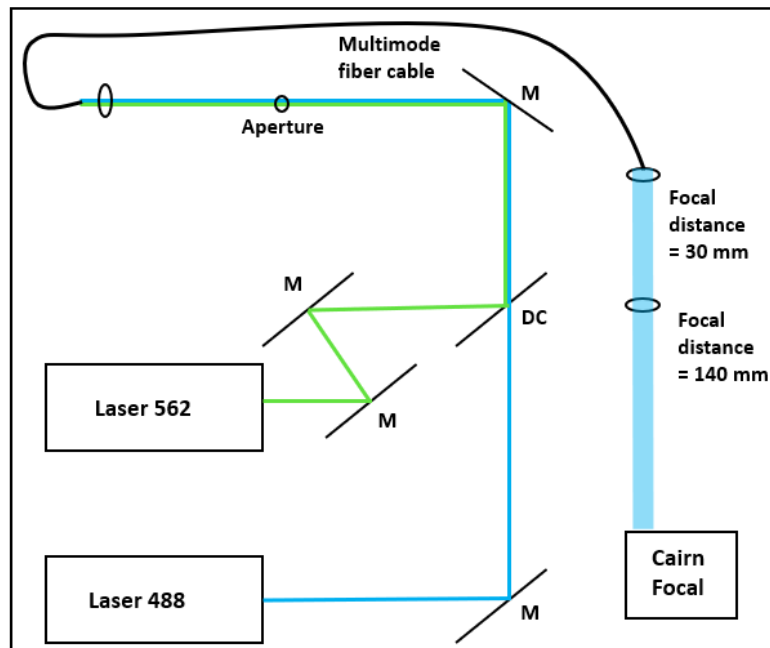 Multimode
fiber cable
M
Aperture
Focal
distance
= 30 mm
M
DC
Focal
distance
= 140 mm
Laser 562
M
Cairn
Focal
Laser 488
M